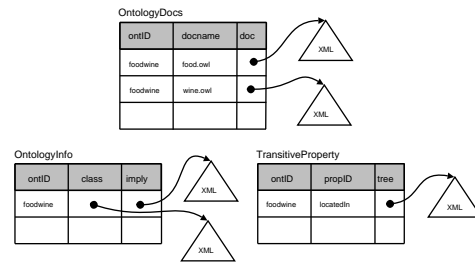 OntologyDocs
ontID docname doc
foodwine food.owl
foodwine wine.owl
XML
XML
OntologyInfo
ontID class imply
foodwine
XML
XML
TransitiveProperty
ontID propID tree
foodwine locatedIn
XML